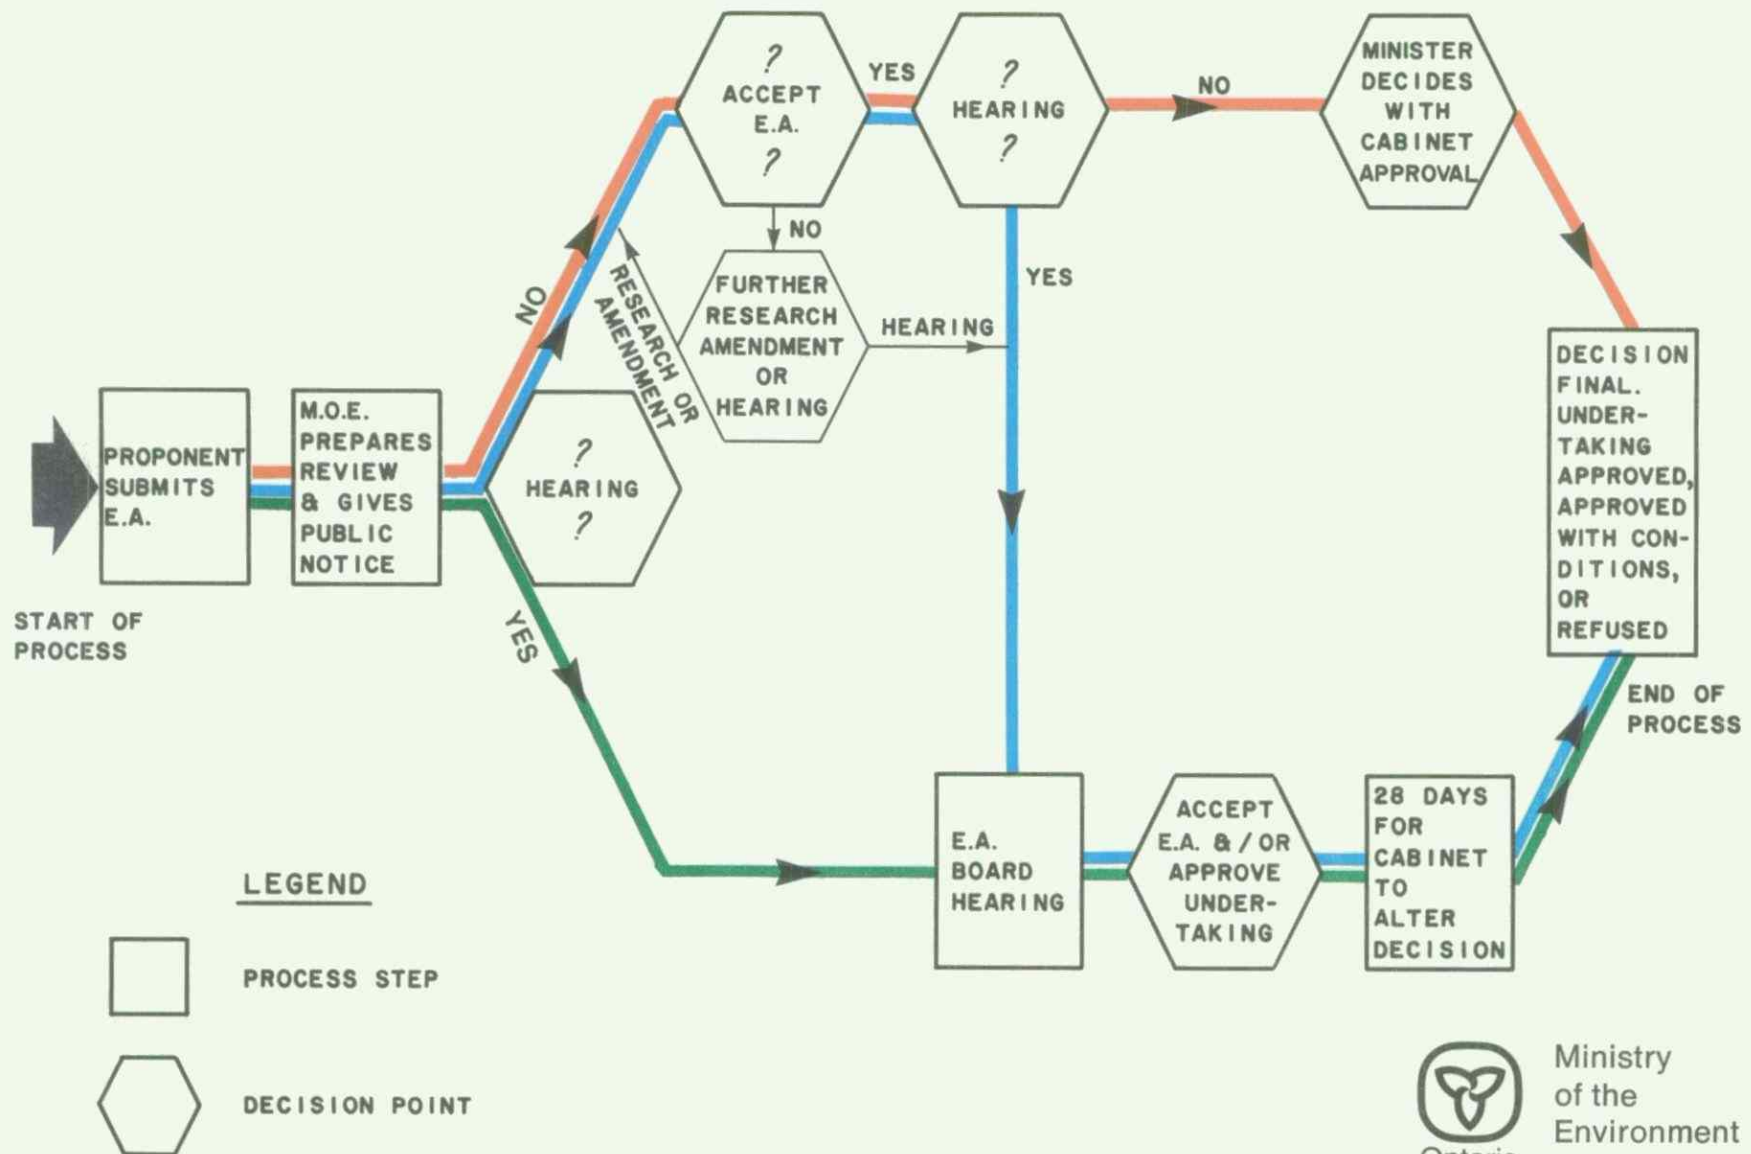 ?
ACCEPT
E.A.
?
YES
?
HEARING
?
NO
MINISTER
DECIDES
WITH
CABINET
APPROVAL
NO
FURTHER
RESEARCH
AMENDMENT
OR
HEARING
HEARING
YES
NO
RESEARCH OR
AMENDMENT
PROPONENT
SUBMITS
E.A.
M.O.E.
PREPARES
REVIEW
& GIVES
PUBLIC
NOTICE
?
HEARING
?
START OF
PROCESS
YES
DECISION
FINAL.
UNDER-
TAKING
APPROVED,
APPROVED
WITH CON-
DITIONS,
OR
REFUSED
END OF
PROCESS
E.A.
BOARD
HEARING
ACCEPT
E.A. & / OR
APPROVE
UNDER-
TAKING
28 DAYS
FOR
CABINET
TO
ALTER
DECISION
LEGEND
PROCESS STEP
DECISION POINT
Ministry
of the
Environment
Ontario